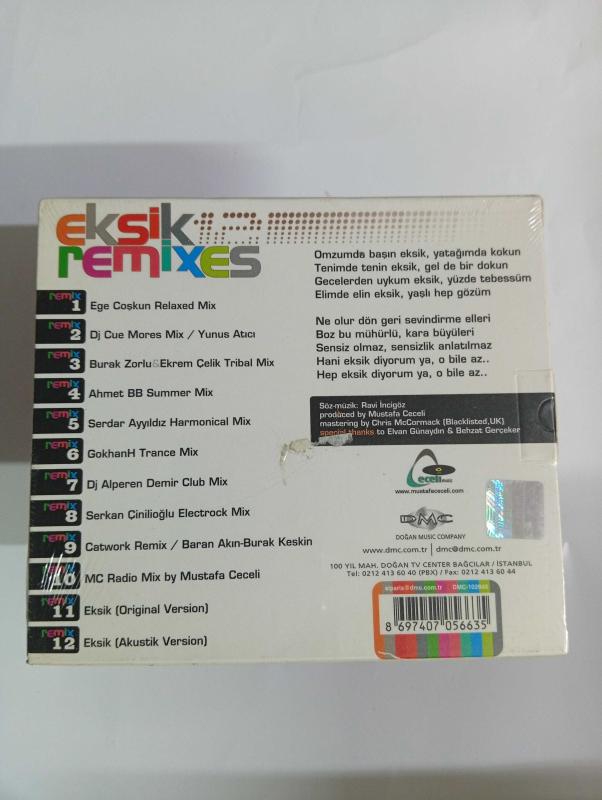 eksik 12
remixes
remix 1 Ege Coşkun Relaxed Mix
remix 2 Dj Cue Mores Mix / Yunus Atıcı
remix 3 Burak Zorlu&Ekrem Çelik Tribal Mix
remix 4 Ahmet BB Summer Mix
remix 5 Serdar Ayyıldız Harmonical Mix
remix 6 GokhanH Trance Mix
remix 7 Dj Alperen Demir Club Mix
remix 8 Serkan Çinilioğlu Electrock Mix
remix 9 Catwork Remix / Baran Akın-Burak Keskin
remix 10 MC Radio Mix by Mustafa Ceceli
remix 11 Eksik (Original Version)
remix 12 Eksik (Akustik Version)
Omzumda başın eksik, yatağımda kokun
Tenimde tenin eksik, gel de bir dokun
Gecelerden uykum eksik, yüzde tebessüm
Elimde elin eksik, yaşlı hep gözüm
Ne olur dön geri sevindirme elleri
Boz bu mühürlü, kara büyüleri
Sensiz olmaz, sensizlik anlatılmaz
Hani eksik diyorum ya, o bile az..
Hep eksik diyorum ya, o bile az..
Söz-müzik: Ravi İncigöz
produced by Mustafa Ceceli
mastering by Chris McCormack (Blacklisted,UK)
special thanks to Elvan Günaydın & Behzat Gerçeker
ceceli music
www.mustafaceceli.com
DMC
DOĞAN MUSIC COMPANY
www.dmc.com.tr | dmc@dmc.com.tr
100 YIL MAH. DOĞAN TV CENTER BAĞCILAR / İSTANBUL
Tel: 0212 413 60 40 (PBX) / Fax: 0212 413 60 44
siparis@dmc.com.tr
8 697407 056635